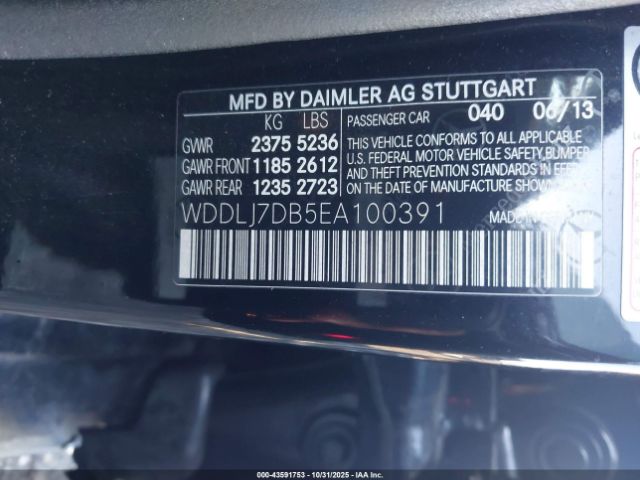 MFD BY DAIMLER AG STUTTGART
KG LBS PASSENGER CAR 040 06/13
GVWR 2375 5236 THIS VEHICLE CONFORMS TO ALL APPLICABLE
GAWR FRONT 1185 2612 U.S. FEDERAL MOTOR VEHICLE SAFETY, BUMPER
GAWR REAR 1235 2723 AND THEFT PREVENTION STANDARDS IN EFFECT
ON THE DATE OF MANUFACTURE SHOWN
WDDLJ7DB5EA100391 MADE IN
000-43591753 - 10/31/2025 - IAA Inc.